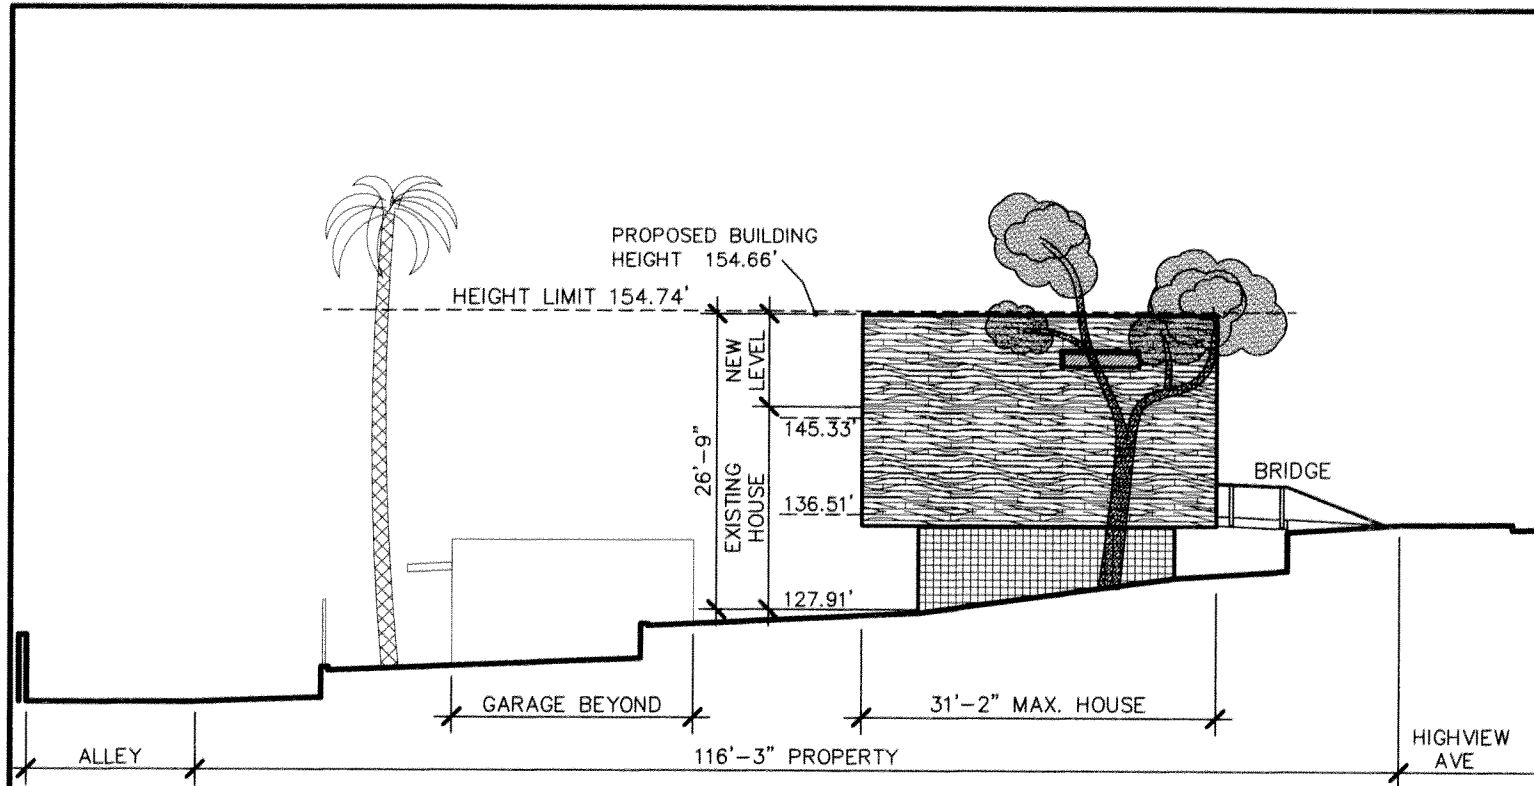 PROPOSED BUILDING
HEIGHT 154.66'
HEIGHT LIMIT 154.74'
NEW
LEVEL
145.33'
26'-9"
EXISTING
HOUSE
136.51'
127.91'
BRIDGE
GARAGE BEYOND
31'-2" MAX. HOUSE
ALLEY
116'-3" PROPERTY
HIGHVIEW
AVE